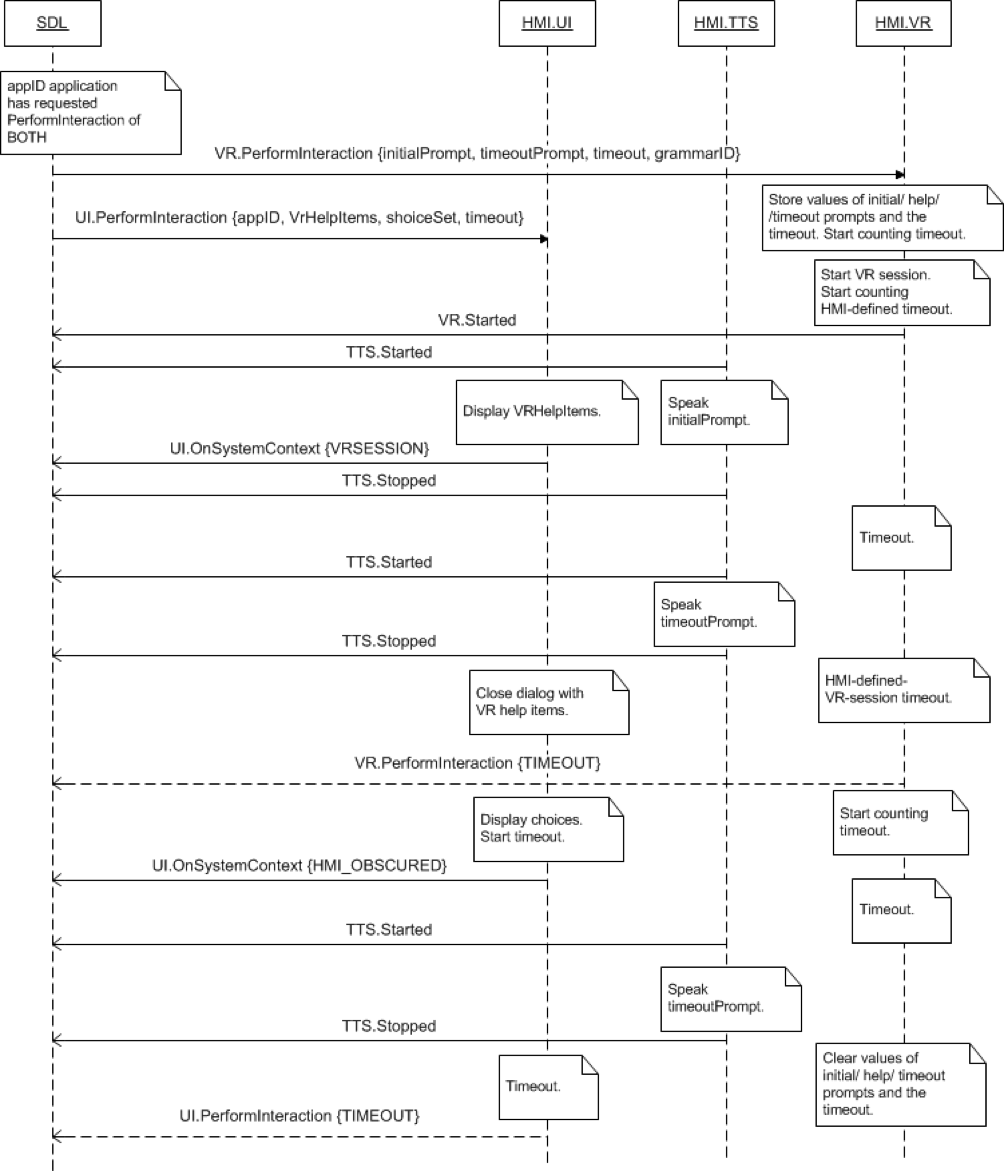 SDL
HMI.UI
HMI.TTS
HMI.VR
appID application
has requested
PerformInteraction of
BOTH
VR.PerformInteraction {initialPrompt, timeoutPrompt, timeout, grammarID}
Store values of initial/ help/
/timeout prompts and the
timeout. Start counting timeout.
UI.PerformInteraction {appID, VrHelpItems, shoiceSet, timeout}
Start VR session.
Start counting
HMI-defined timeout.
VR.Started
TTS.Started
Display VRHelpItems.
Speak
initialPrompt.
UI.OnSystemContext {VRSESSION}
TTS.Stopped
Timeout.
TTS.Started
Speak
timeoutPrompt.
TTS.Stopped
Close dialog with
VR help items.
HMI-defined-
VR-session timeout.
VR.PerformInteraction {TIMEOUT}
Display choices.
Start timeout.
Start counting
timeout.
UI.OnSystemContext {HMI_OBSCURED}
Timeout.
TTS.Started
Speak
timeoutPrompt.
TTS.Stopped
Clear values of
initial/ help/ timeout
prompts and the
timeout.
Timeout.
UI.PerformInteraction {TIMEOUT}